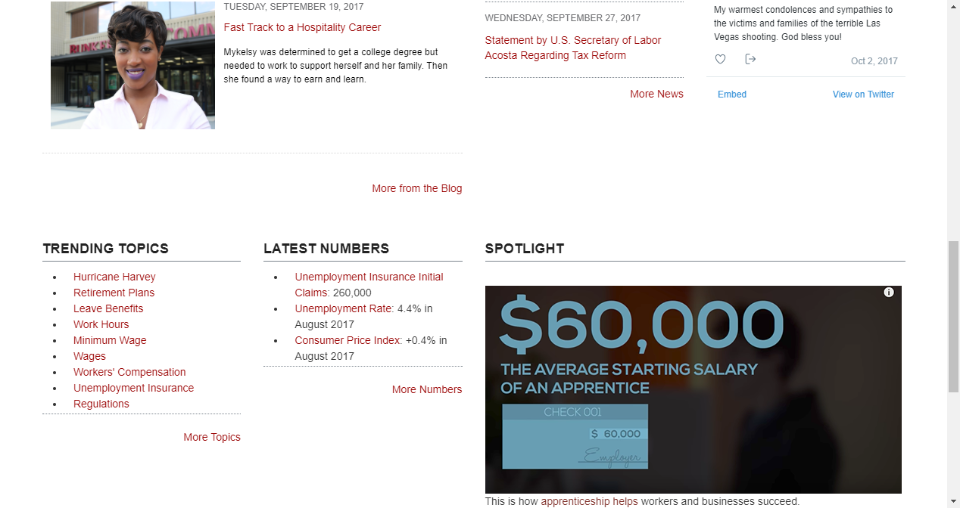 TUESDAY, SEPTEMBER 19, 2017
Fast Track to a Hospitality Career
Mykelsy was determined to get a college degree but
needed to work to support herself and her family. Then
she found a way to earn and learn.
More from the Blog
WEDNESDAY, SEPTEMBER 27, 2017
Statement by U.S. Secretary of Labor
Acosta Regarding Tax Reform
More News
My warmest condolences and sympathies to
the victims and families of the terrible Las
Vegas shooting. God bless you!
Oct 2, 2017
Embed
View on Twitter
TRENDING TOPICS
Hurricane Harvey
Retirement Plans
Leave Benefits
Work Hours
Minimum Wage
Wages
Workers' Compensation
Unemployment Insurance
Regulations
More Topics
LATEST NUMBERS
Unemployment Insurance Initial
Claims: 260,000
Unemployment Rate: 4.4% in
August 2017
Consumer Price Index: +0.4% in
August 2017
More Numbers
SPOTLIGHT
$60,000
THE AVERAGE STARTING SALARY
OF AN APPRENTICE
CHECK 001
$ 60,000
Employer
This is how apprenticeship helps workers and businesses succeed.